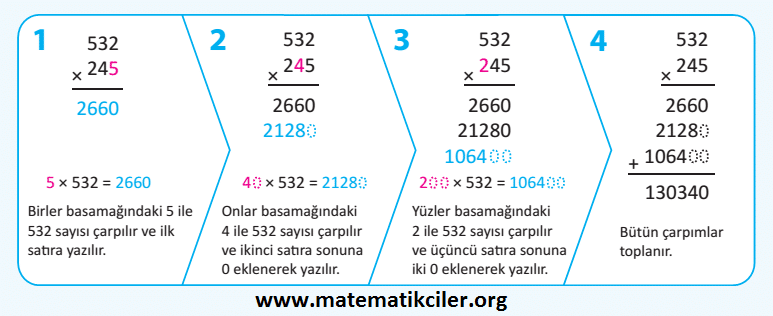 1
532
× 245
2660
5 × 532 = 2660
Birler basamağındaki 5 ile
532 sayısı çarpılır ve ilk
satıra yazılır.
2
532
× 245
2660
21280
40 × 532 = 21280
Onlar basamağındaki
4 ile 532 sayısı çarpılır
ve ikinci satıra sonuna
0 eklenerek yazılır.
3
532
× 245
2660
21280
106400
200 × 532 = 106400
Yüzler basamağındaki
2 ile 532 sayısı çarpılır
ve üçüncü satıra sonuna
iki 0 eklenerek yazılır.
4
532
× 245
2660
21280
+ 106400
130340
Bütün çarpımlar
toplanır.
www.matematikciler.org